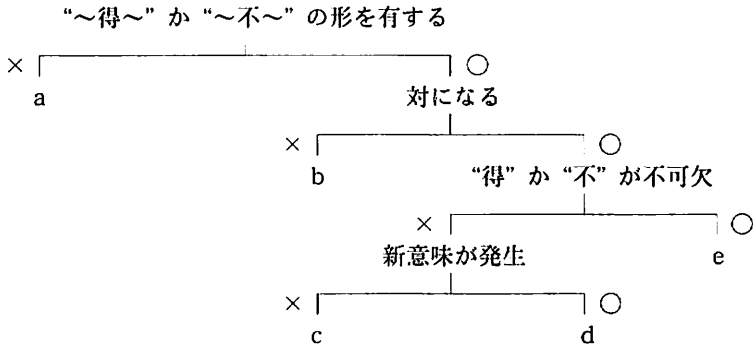 “～得～” か “～不～” の形を有する
× ○
a 対になる
× ○
b “得” か “不” が不可欠
× ○
新意味が発生 e
× ○
c d